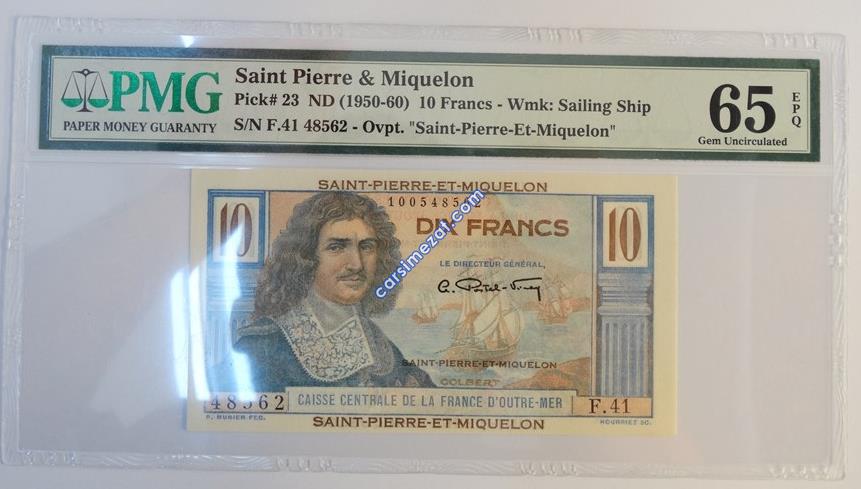 PMG
PAPER MONEY GUARANTY
Saint Pierre & Miquelon
Pick# 23 ND (1950-60) 10 Francs - Wmk: Sailing Ship
S/N F.41 48562 - Ovpt. "Saint-Pierre-Et-Miquelon"
65
EPQ
Gem Uncirculated
SAINT-PIERRE-ET-MIQUELON
10
DIX FRANCS
10
LE DIRECTEUR GÉNÉRAL,
carsimezat.com
SAINT-PIERRE-ET-MIQUELON
COLBERT
48562
CAISSE CENTRALE DE LA FRANCE D'OUTRE-MER
F.41
SAINT-PIERRE-ET-MIQUELON
HOURRIEZ SC.